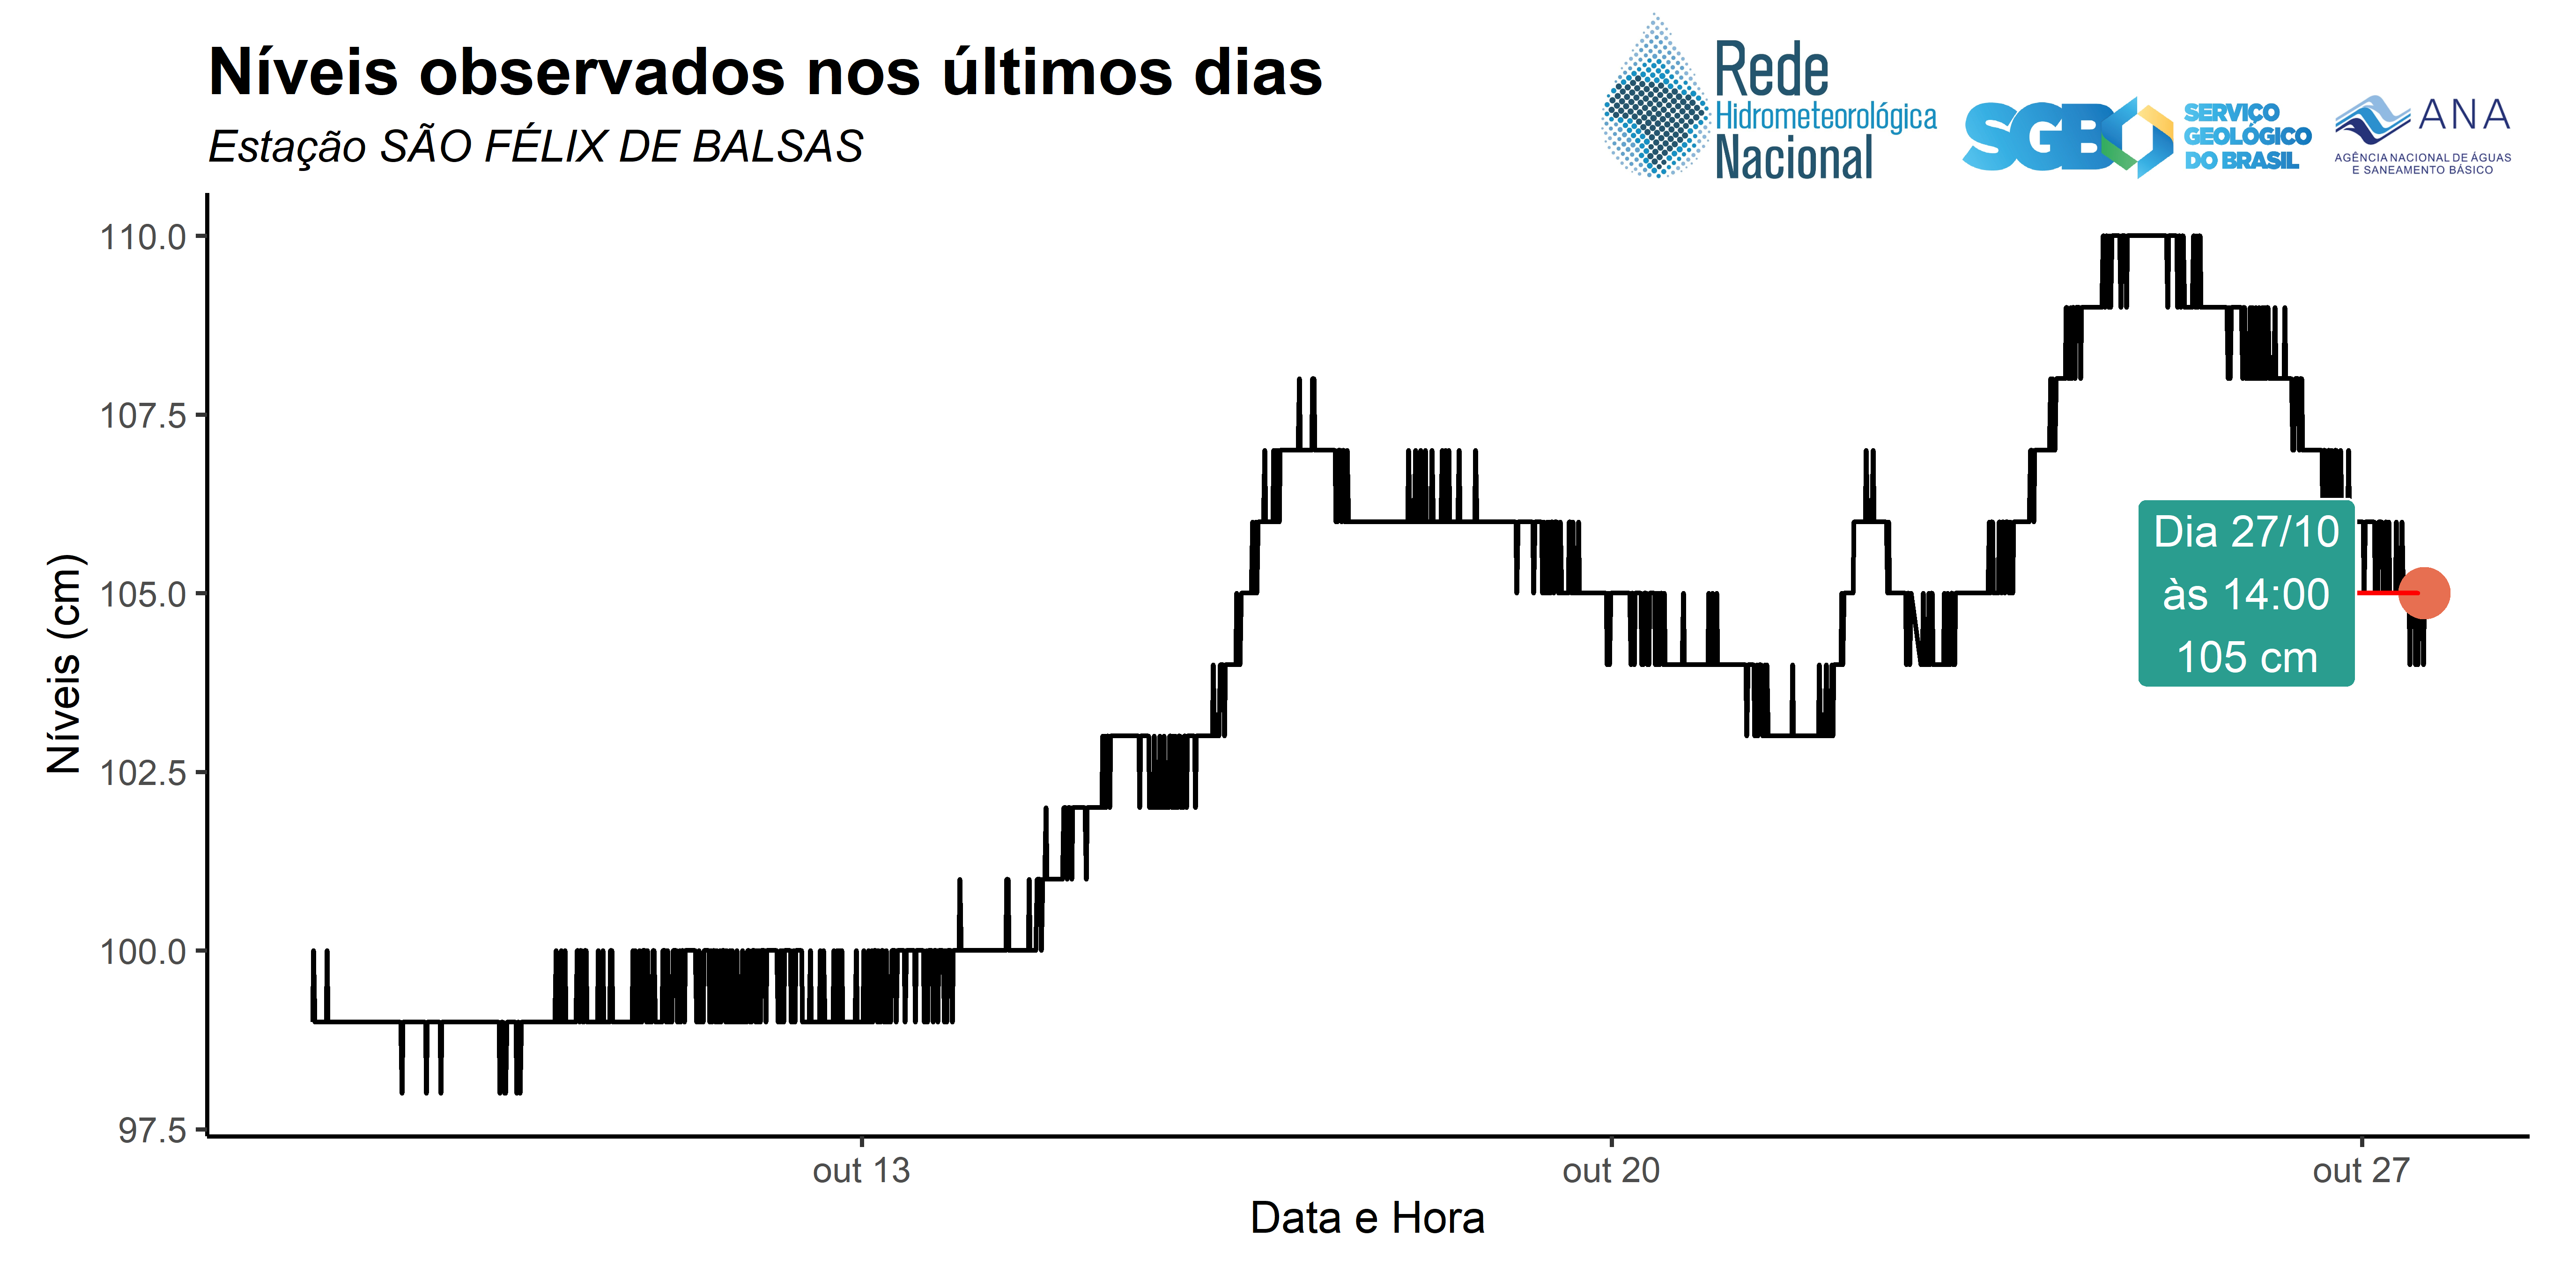 Níveis observados nos últimos dias
Estação SÃO FÉLIX DE BALSAS
Rede
Hidrometeorológica
Nacional
SGB
SERVIÇO
GEOLÓGICO
DO BRASIL
ANA
AGÊNCIA NACIONAL DE ÁGUAS
E SANEAMENTO BÁSICO
Níveis (cm)
110.0
107.5
105.0
102.5
100.0
97.5
Dia 27/10
às 14:00
105 cm
out 13
out 20
out 27
Data e Hora